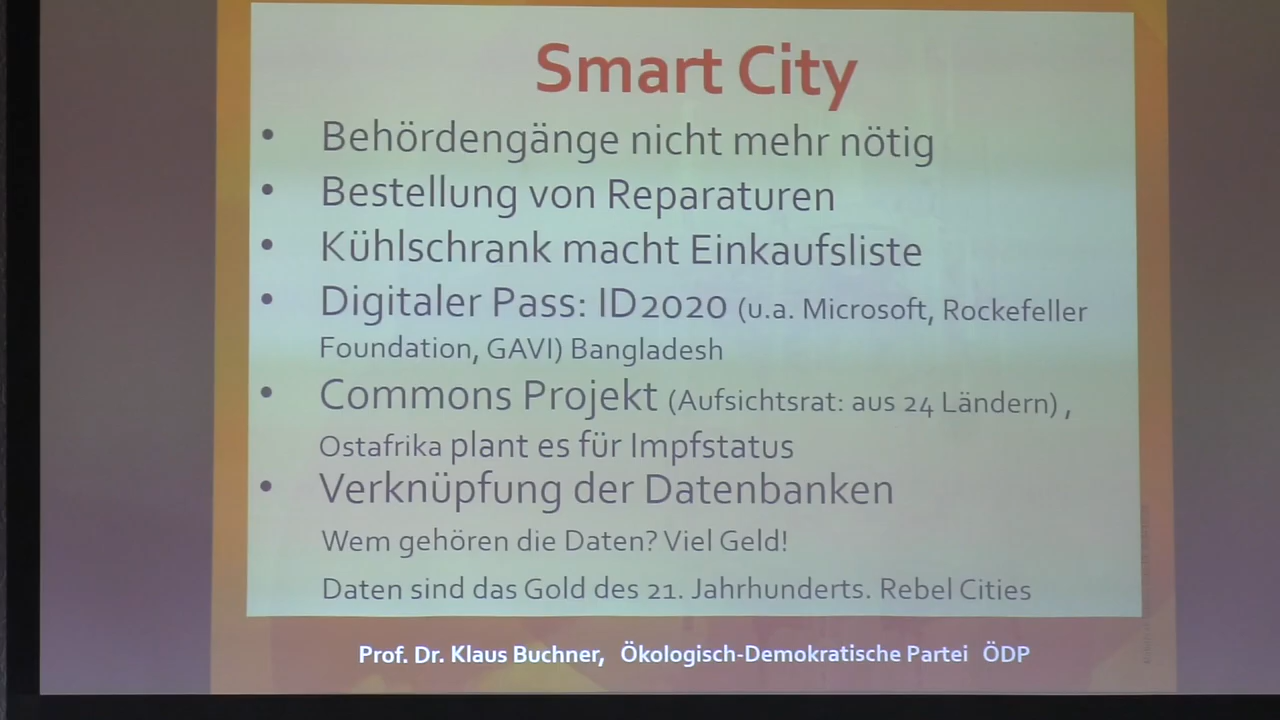 Smart City
• Behördengänge nicht mehr nötig
• Bestellung von Reparaturen
• Kühlschrank macht Einkaufsliste
• Digitaler Pass: ID2020 (u.a. Microsoft, Rockefeller
Foundation, GAVI) Bangladesh
• Commons Projekt (Aufsichtsrat: aus 24 Ländern) ,
Ostafrika plant es für Impfstatus
• Verknüpfung der Datenbanken
Wem gehören die Daten? Viel Geld!
Daten sind das Gold des 21. Jahrhunderts. Rebel Cities
Prof. Dr. Klaus Buchner, Ökologisch-Demokratische Partei ÖDP